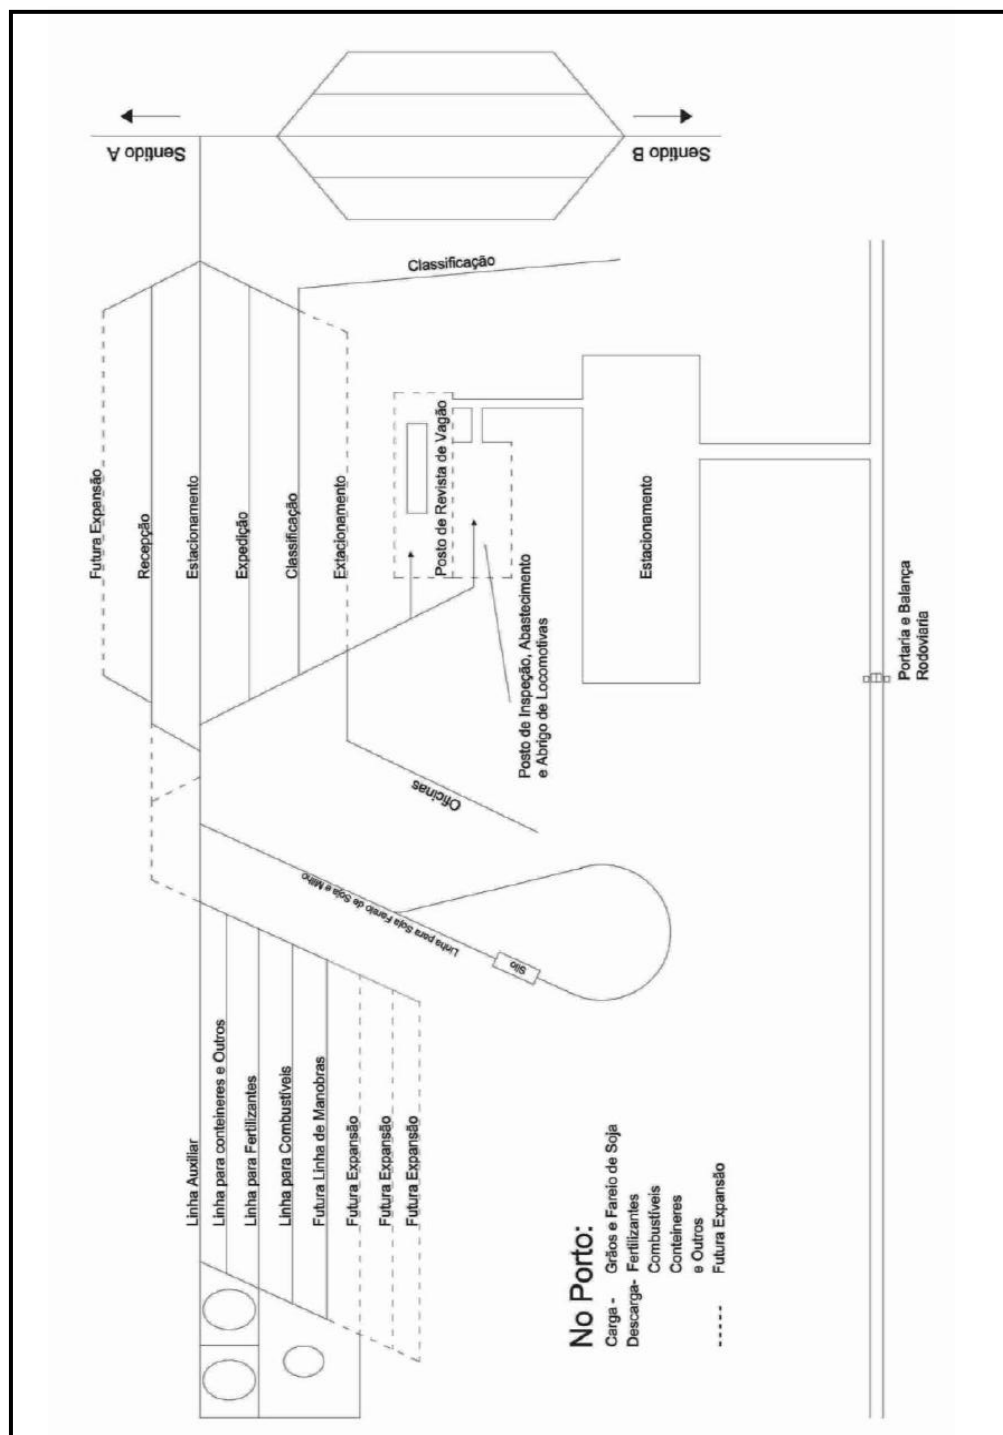 Sentido A
Sentido B
Classificação
Futura Expansão
Recepção
Estacionamento
Expedição
Classificação
Extacionamento
Posto de Revista de Vagão
Estacionamento
Posto de Inspeção, Abastecimento
e Abrigo de Locomotivas
Portaria e Balança
Rodoviaria
Oficinas
Linha para Soja Farelo de Soja e Milho
Silo
Linha Auxiliar
Linha para conteineres e Outros
Linha para Fertilizantes
Linha para Combustíveis
Futura Linha de Manobras
Futura Expansão
Futura Expansão
Futura Expansão
No Porto:
Carga - Grãos e Farelo de Soja
Descarga- Fertilizantes
Combustíveis
Conteineres
e Outros
----- Futura Expansão